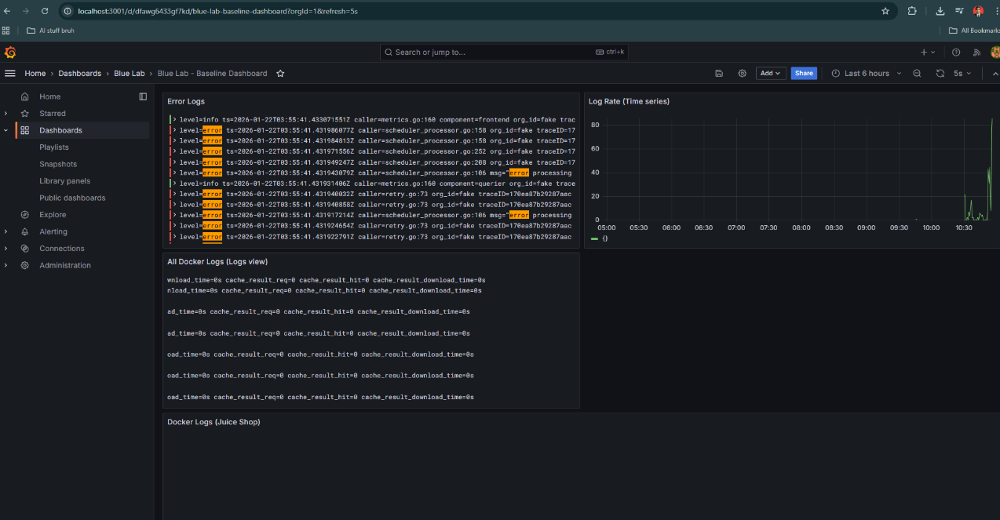 localhost:3001/d/dfawg6433gf7kd/blue-lab-baseline-dashboard?orgId=1&refresh=5s
AI stuff bruh
All Bookmarks
Search or jump to...
ctrl+k
Home
Dashboards
Blue Lab
Blue Lab - Baseline Dashboard
Add
Share
Last 6 hours
5s
Home
Starred
Dashboards
Playlists
Snapshots
Library panels
Public dashboards
Explore
Alerting
Connections
Administration
Error Logs
level=info ts=2026-01-22T03:55:41.433071551Z caller=metrics.go:160 component=frontend org_id=fake trac
level=error ts=2026-01-22T03:55:41.431986077Z caller=scheduler_processor.go:158 org_id=fake traceID=17
level=error ts=2026-01-22T03:55:41.431984813Z caller=scheduler_processor.go:158 org_id=fake traceID=17
level=error ts=2026-01-22T03:55:41.431971556Z caller=scheduler_processor.go:252 org_id=fake traceID=17
level=error ts=2026-01-22T03:55:41.431949247Z caller=scheduler_processor.go:208 org_id=fake traceID=17
level=error ts=2026-01-22T03:55:41.431943079Z caller=scheduler_processor.go:106 msg="error processing
level=info ts=2026-01-22T03:55:41.431931406Z caller=metrics.go:160 component=querier org_id=fake trace
level=error ts=2026-01-22T03:55:41.431940032Z caller=retry.go:73 org_id=fake traceID=170ea87b29287aac
level=error ts=2026-01-22T03:55:41.431940858Z caller=retry.go:73 org_id=fake traceID=170ea87b29287aac
level=error ts=2026-01-22T03:55:41.431917214Z caller=scheduler_processor.go:106 msg="error processing
level=error ts=2026-01-22T03:55:41.431924654Z caller=retry.go:73 org_id=fake traceID=170ea87b29287aac
level=error ts=2026-01-22T03:55:41.431922791Z caller=retry.go:73 org_id=fake traceID=170ea87b29287aac
Log Rate (Time series)
80
60
40
20
0
05:00 05:30 06:00 06:30 07:00 07:30 08:00 08:30 09:00 09:30 10:00 10:30
{}
All Docker Logs (Logs view)
wnload_time=0s cache_result_req=0 cache_result_hit=0 cache_result_download_time=0s
nload_time=0s cache_result_req=0 cache_result_hit=0 cache_result_download_time=0s
ad_time=0s cache_result_req=0 cache_result_hit=0 cache_result_download_time=0s
ad_time=0s cache_result_req=0 cache_result_hit=0 cache_result_download_time=0s
oad_time=0s cache_result_req=0 cache_result_hit=0 cache_result_download_time=0s
oad_time=0s cache_result_req=0 cache_result_hit=0 cache_result_download_time=0s
oad_time=0s cache_result_req=0 cache_result_hit=0 cache_result_download_time=0s
Docker Logs (Juice Shop)